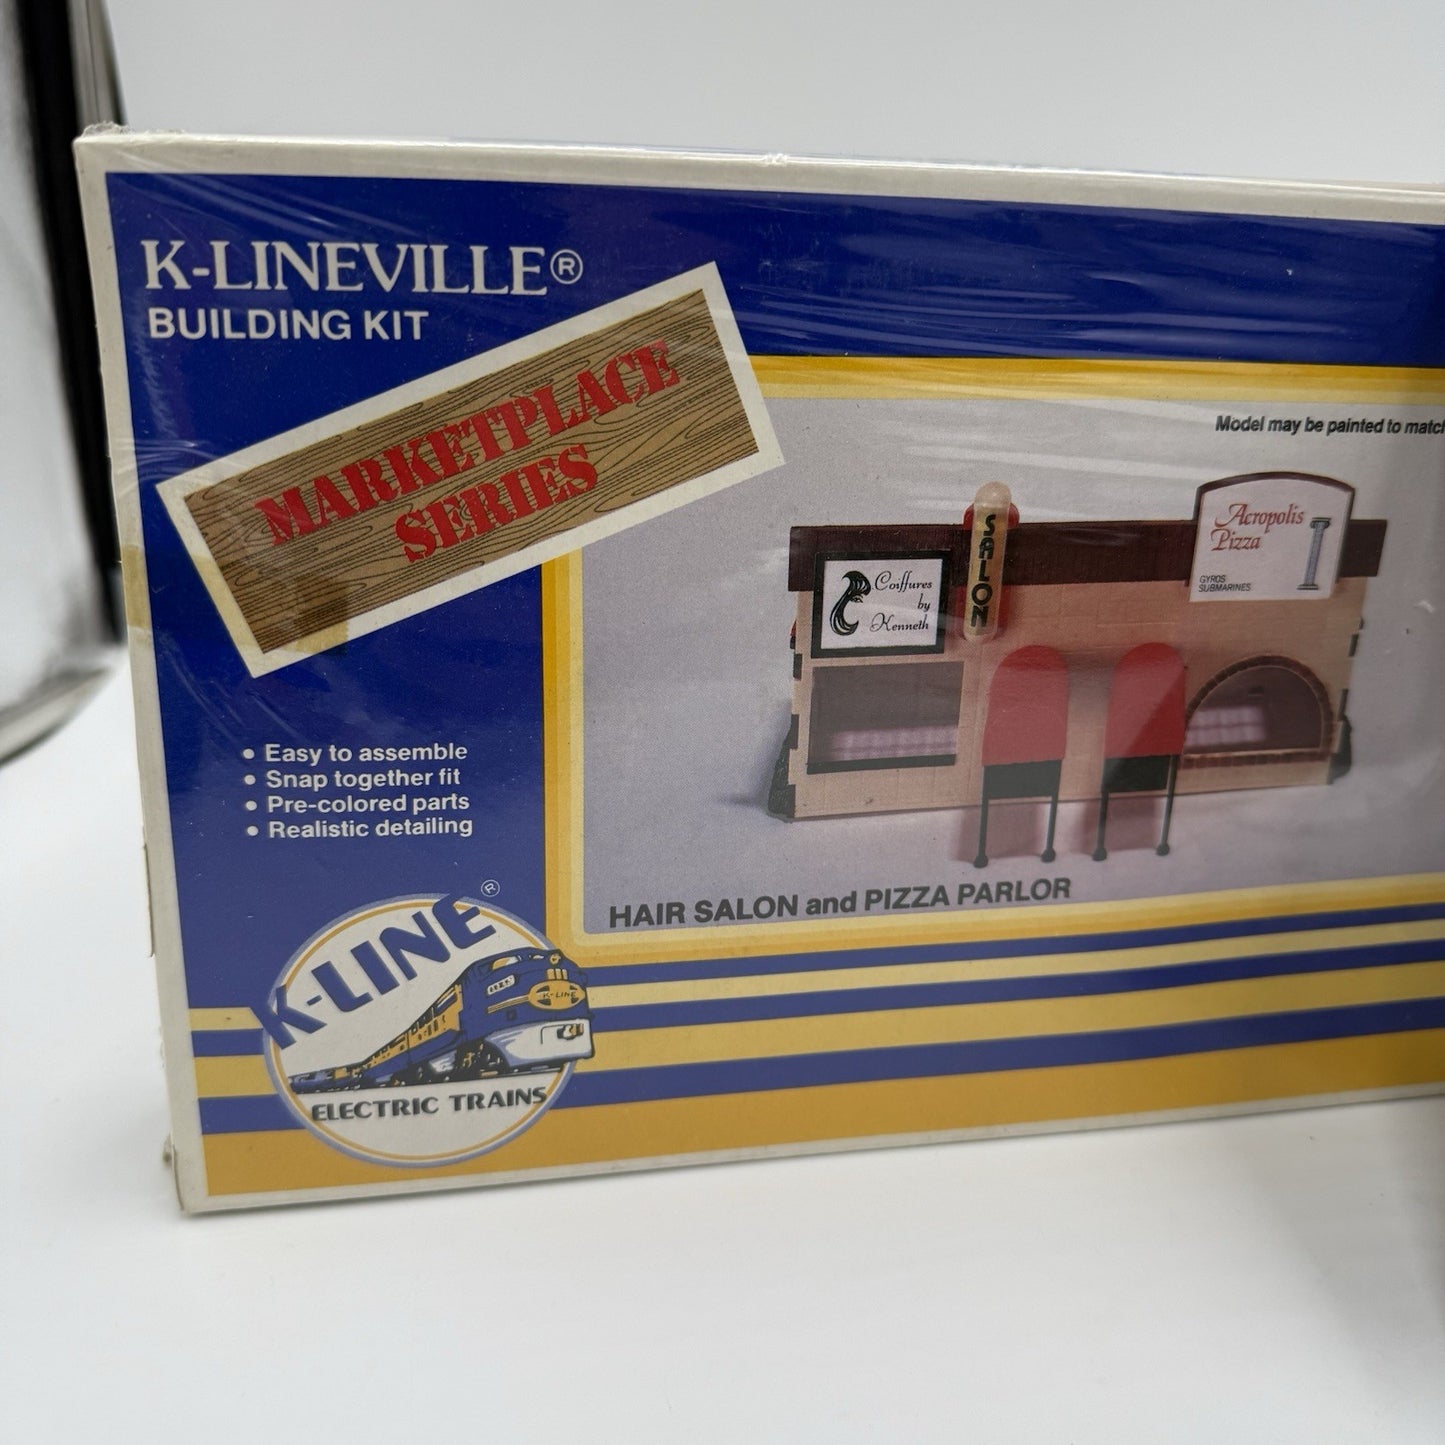 K-LINEVILLE®
BUILDING KIT
MARKETPLACE
SERIES
• Easy to assemble
• Snap together fit
• Pre-colored parts
• Realistic detailing
Model may be painted to match
Coiffures
by
Kenneth
SALON
Acropolis
Pizza
GYROS
SUBMARINES
HAIR SALON and PIZZA PARLOR
K-LINE®
K-LINE
ELECTRIC TRAINS